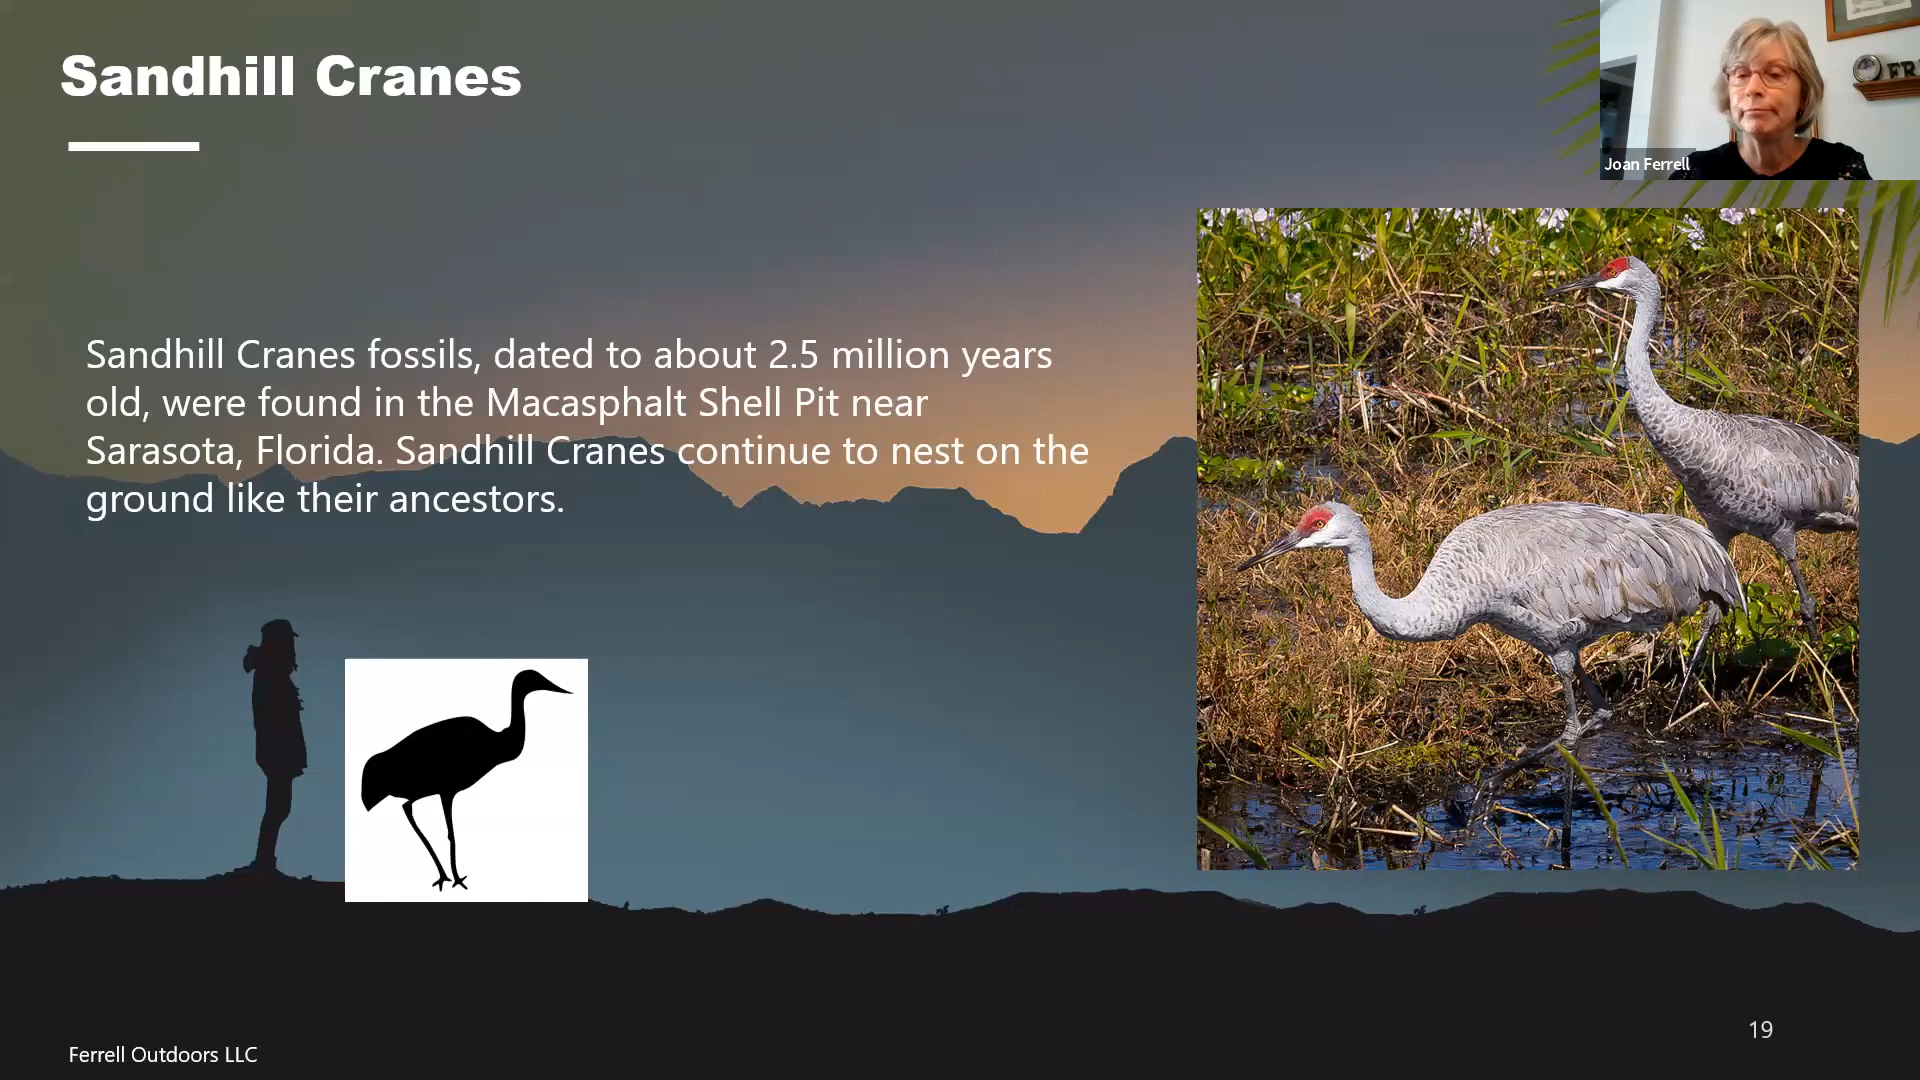 Sandhill Cranes
Joan Ferrell
FR
Sandhill Cranes fossils, dated to about 2.5 million years
old, were found in the Macasphalt Shell Pit near
Sarasota, Florida. Sandhill Cranes continue to nest on the
ground like their ancestors.
19
Ferrell Outdoors LLC